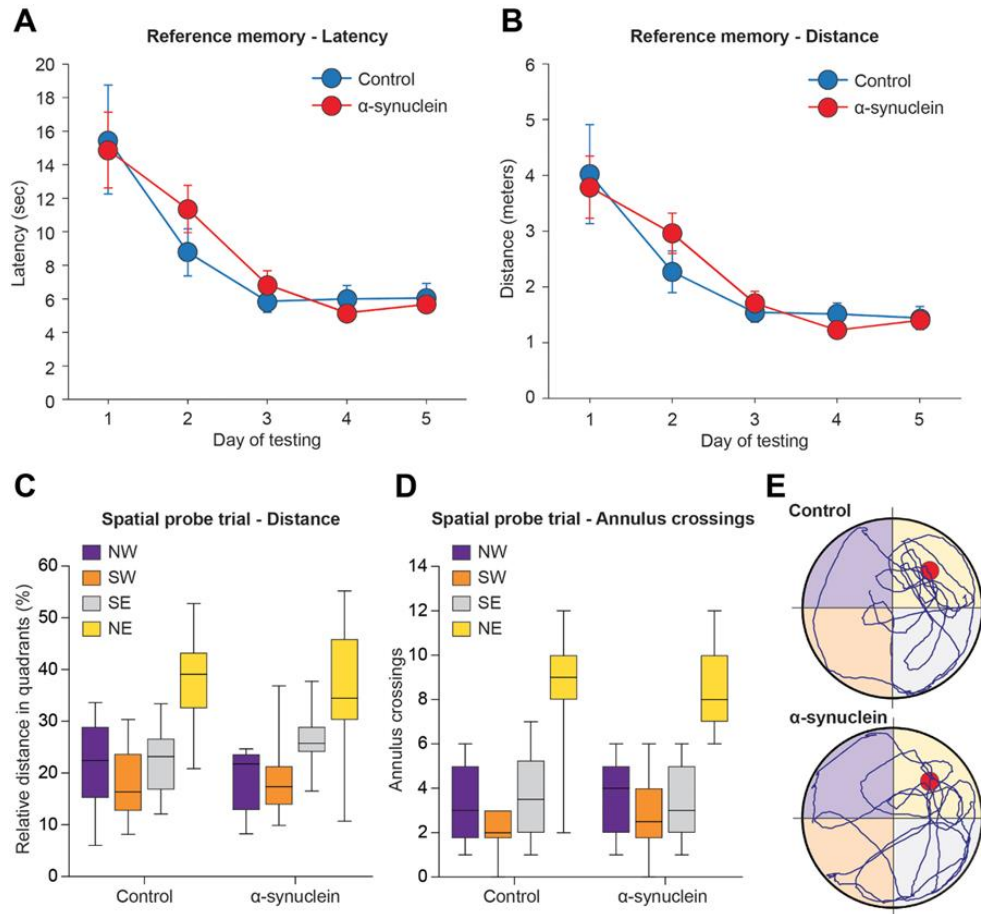 A
Reference memory - Latency
Control
α-synuclein
Latency (sec)
20
18
16
14
12
10
8
6
4
2
0
1 2 3 4 5
Day of testing
B
Reference memory - Distance
Control
α-synuclein
Distance (meters)
6
5
4
3
2
1
0
1 2 3 4 5
Day of testing
C
Spatial probe trial - Distance
NW
SW
SE
NE
Relative distance in quadrants (%)
60
50
40
30
20
10
0
Control α-synuclein
D
Spatial probe trial - Annulus crossings
NW
SW
SE
NE
Annulus crossings
14
12
10
8
6
4
2
0
Control α-synuclein
E
Control
α-synuclein